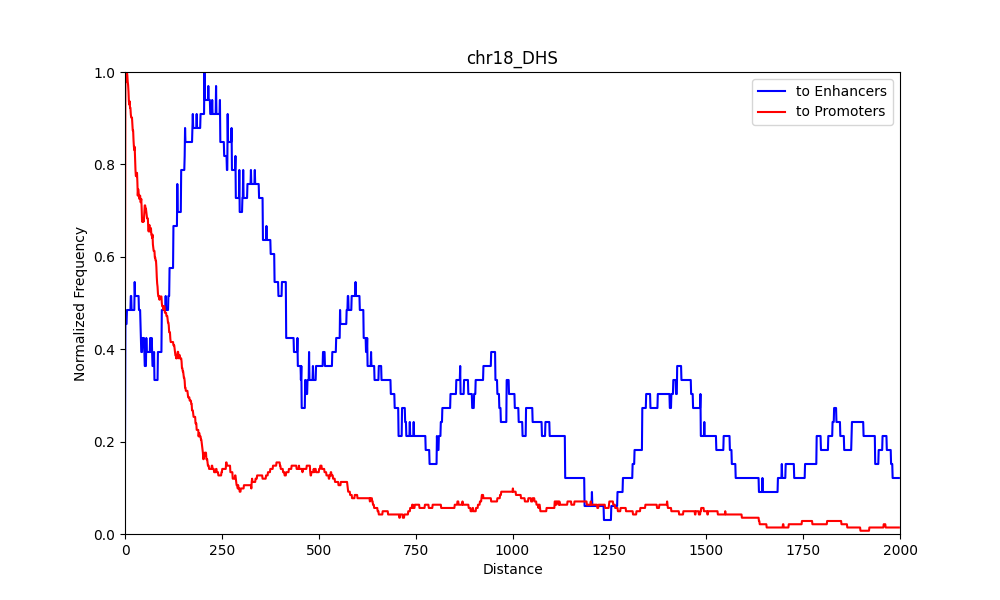 chr18_DHS
to Enhancers
to Promoters
Normalized Frequency
1.0
0.8
0.6
0.4
0.2
0.0
0 250 500 750 1000 1250 1500 1750 2000
Distance